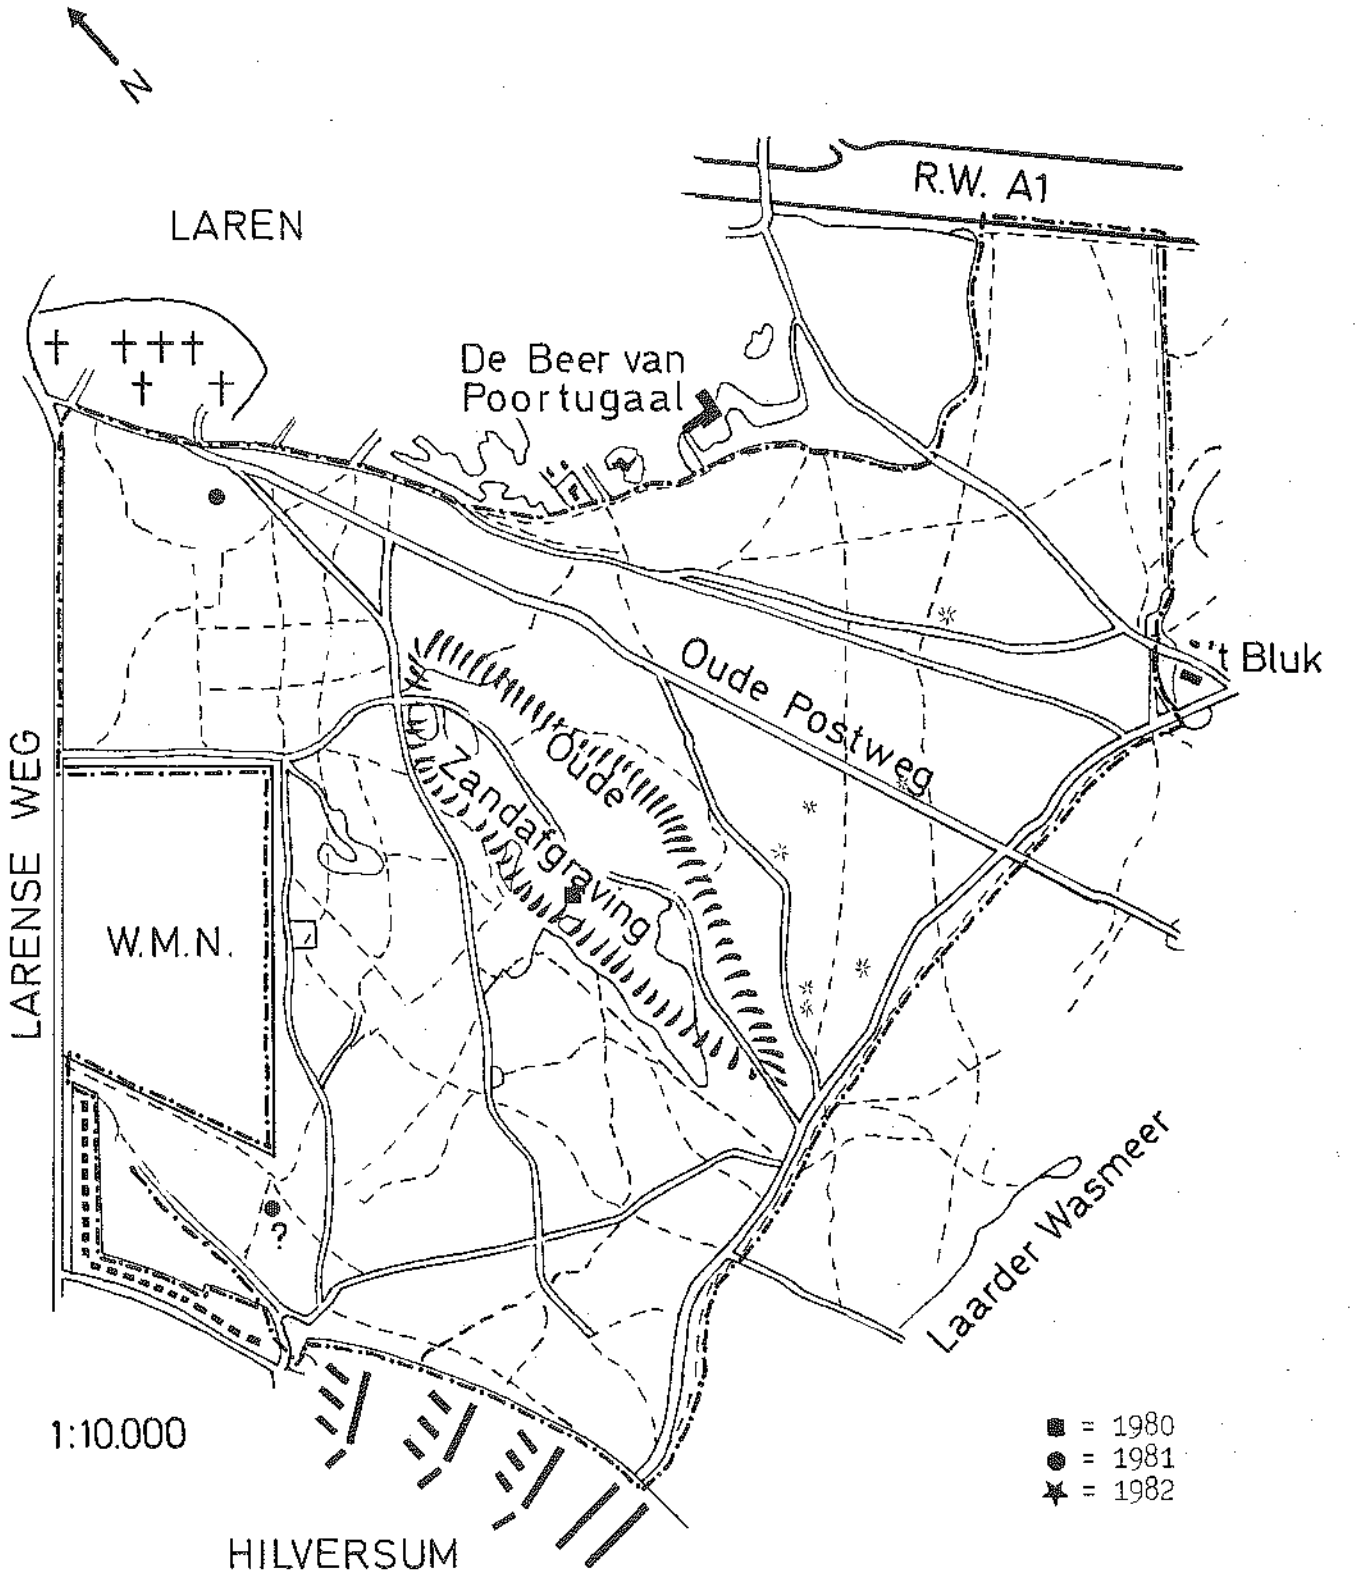 N
R.W. A1
LAREN
De Beer van
Poortugaal
't Bluk
Oude Postweg
Oude
Zandafgraving
LARENSE WEG
W.M.N.
?
Laarder Wasmeer
1:10.000
■ = 1980
● = 1981
★ = 1982
HILVERSUM